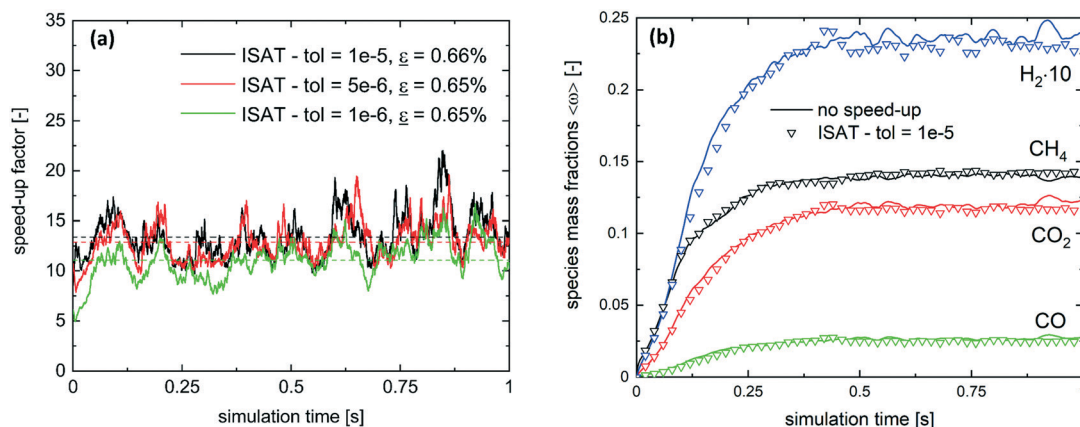 (a)
ISAT - tol = 1e-5, ε = 0.66%
ISAT - tol = 5e-6, ε = 0.65%
ISAT - tol = 1e-6, ε = 0.65%
speed-up factor [-]
35
30
25
20
15
10
5
0
0 0.25 0.5 0.75 1
simulation time [s]
(b)
H₂·10
no speed-up
ISAT - tol = 1e-5
CH₄
CO₂
CO
species mass fractions <ω> [-]
0.25
0.20
0.15
0.1
0.05
0
0 0.25 0.5 0.75 1
simulation time [s]